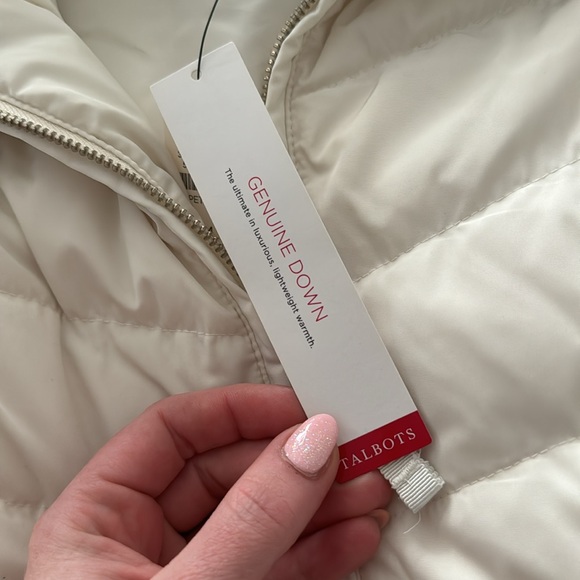 GENUINE DOWN
The ultimate in luxurious, lightweight warmth.
TALBOTS